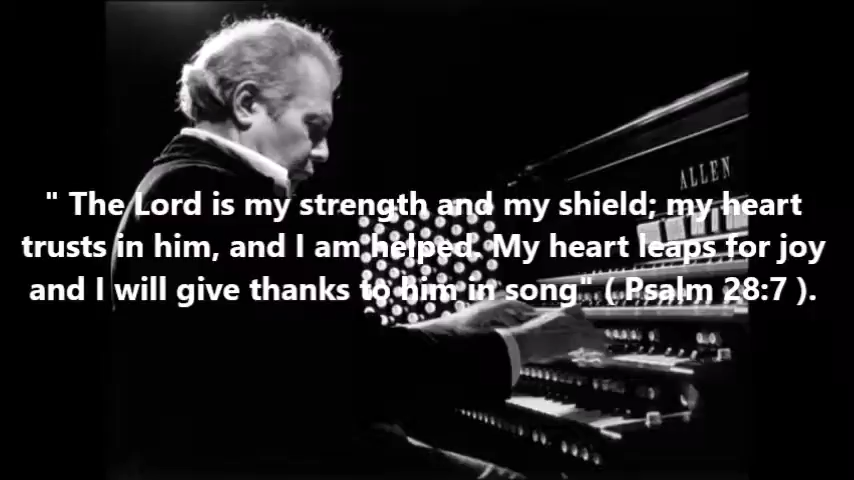 ALLEN
" The Lord is my strength and my shield; my heart
trusts in him, and I am helped. My heart leaps for joy
and I will give thanks to him in song" ( Psalm 28:7 ).